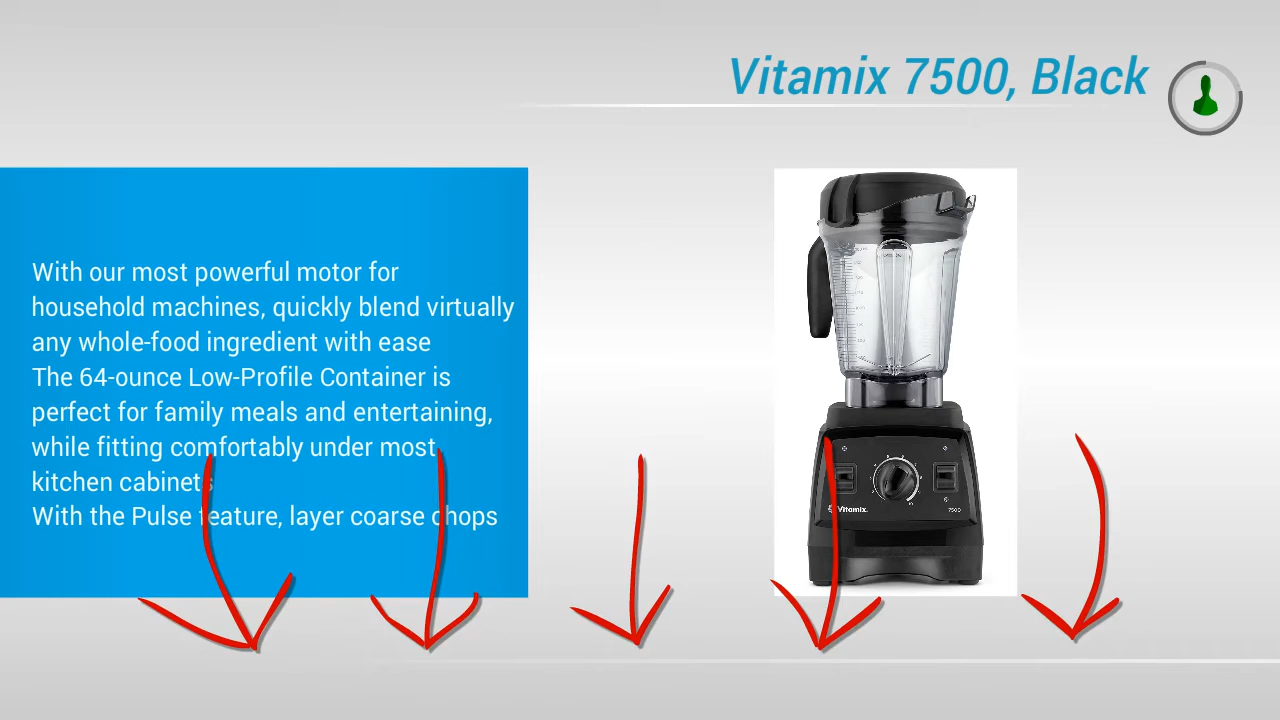 Vitamix 7500, Black
With our most powerful motor for
household machines, quickly blend virtually
any whole-food ingredient with ease
The 64-ounce Low-Profile Container is
perfect for family meals and entertaining,
while fitting comfortably under most
kitchen cabinets
With the Pulse feature, layer coarse chops
Vitamix.
7500